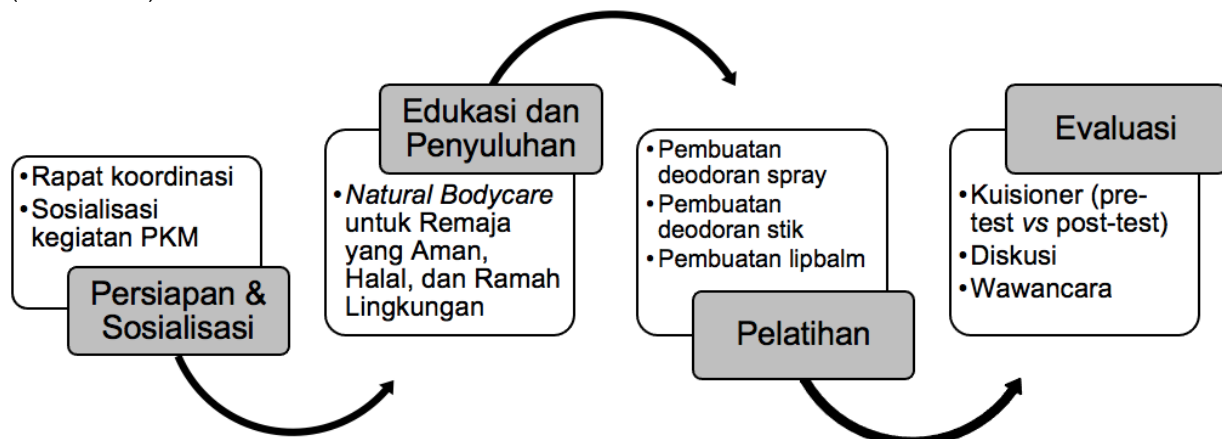 •Rapat koordinasi
•Sosialisasi
kegiatan PKM
Persiapan &
Sosialisasi
Edukasi dan
Penyuluhan
•Natural Bodycare
untuk Remaja
yang Aman,
Halal, dan Ramah
Lingkungan
•Pembuatan
deodoran spray
•Pembuatan
deodoran stik
•Pembuatan lipbalm
Pelatihan
Evaluasi
•Kuisioner (pre-
test vs post-test)
•Diskusi
•Wawancara